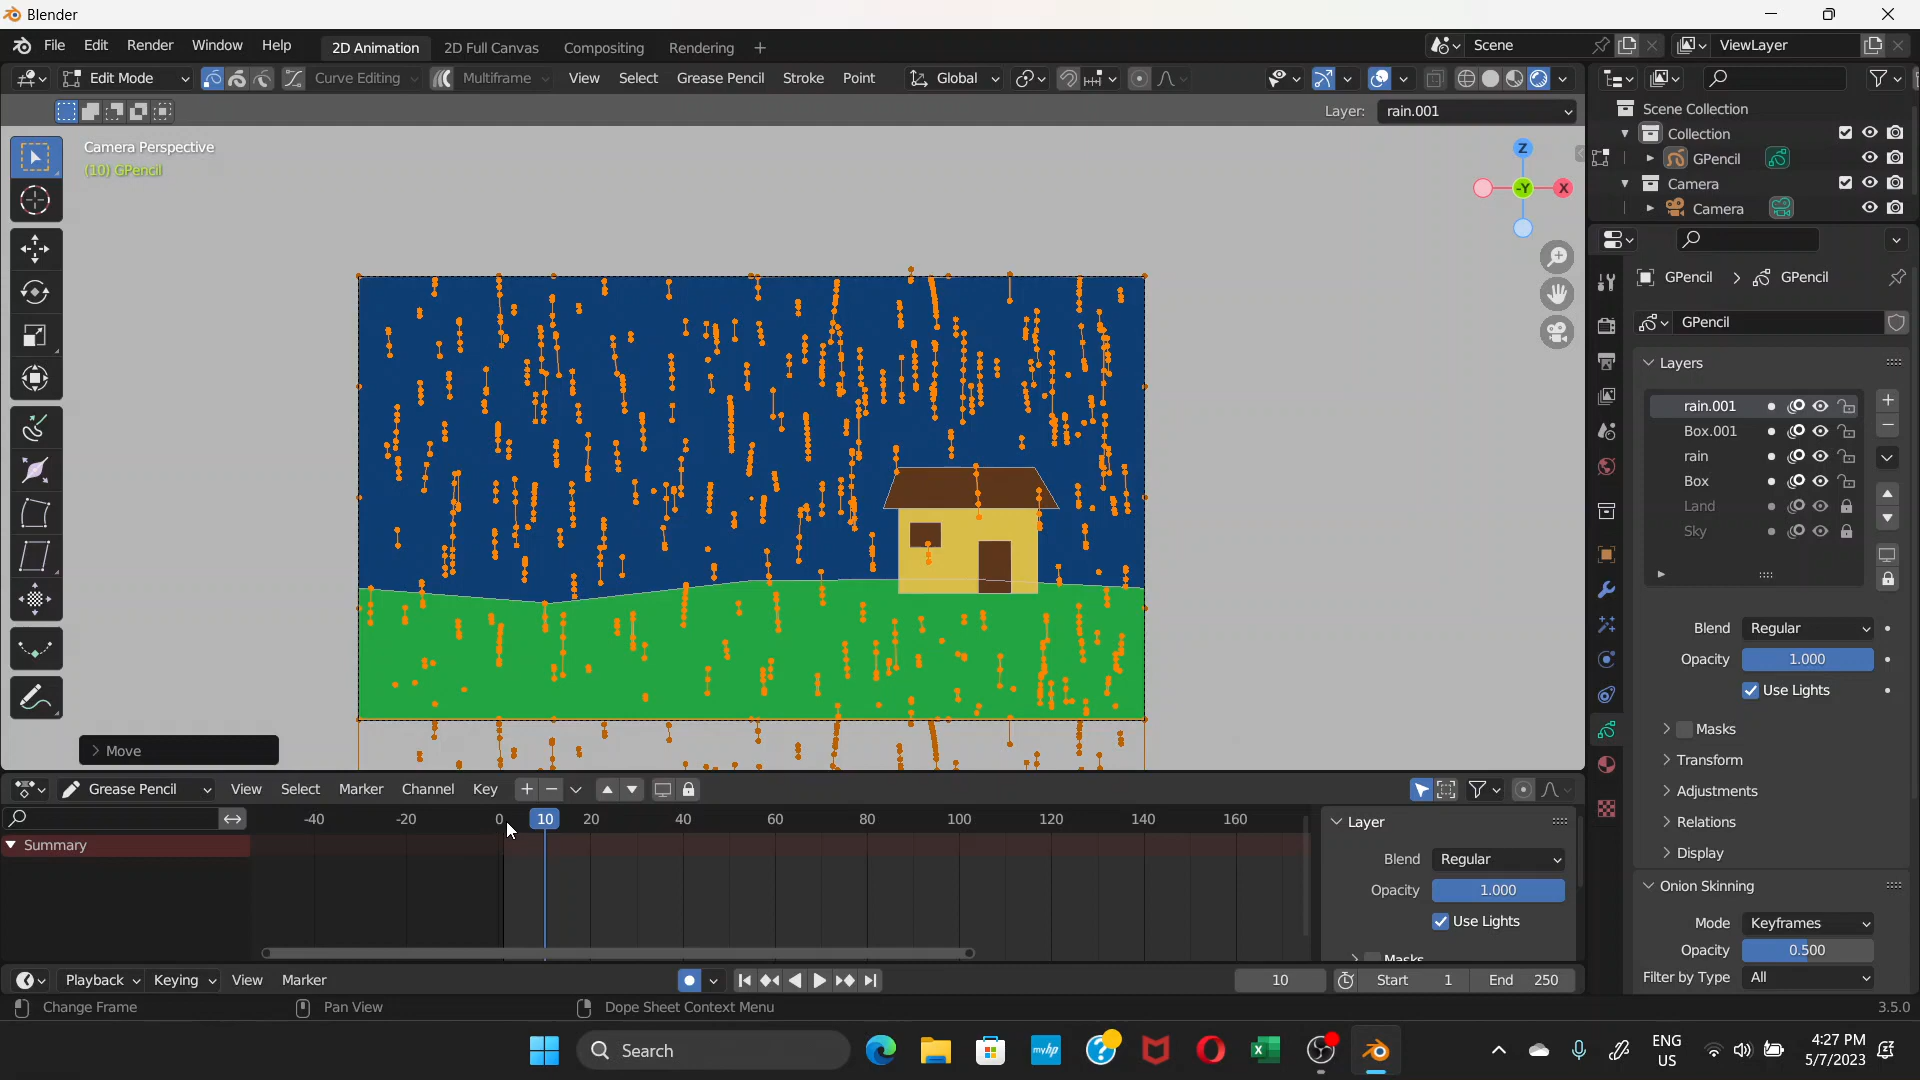 Blender
File Edit Render Window Help 2D Animation 2D Full Canvas Compositing Rendering + Scene ViewLayer
Edit Mode Curve Editing Multiframe View Select Grease Pencil Stroke Point Global
Layer: rain.001
Camera Perspective
(10) GPencil
Z
-Y X
Scene Collection
Collection
GPencil
Camera
Camera
GPencil > GPencil
GPencil
Layers
rain.001
Box.001
rain
Box
Land
Sky
Blend Regular
Opacity 1.000
Use Lights
Masks
Transform
Adjustments
Relations
Display
Onion Skinning
Mode Keyframes
Opacity 0.500
Filter by Type All
> Move
Grease Pencil View Select Marker Channel Key
-40 -20 0 10 20 40 60 80 100 120 140 160
Summary
Layer
Blend Regular
Opacity 1.000
Use Lights
Masks
Playback Keying View Marker 10 Start 1 End 250
Change Frame Pan View Dope Sheet Context Menu 3.5.0
Search myhp ENG
US
4:27 PM
5/7/2023